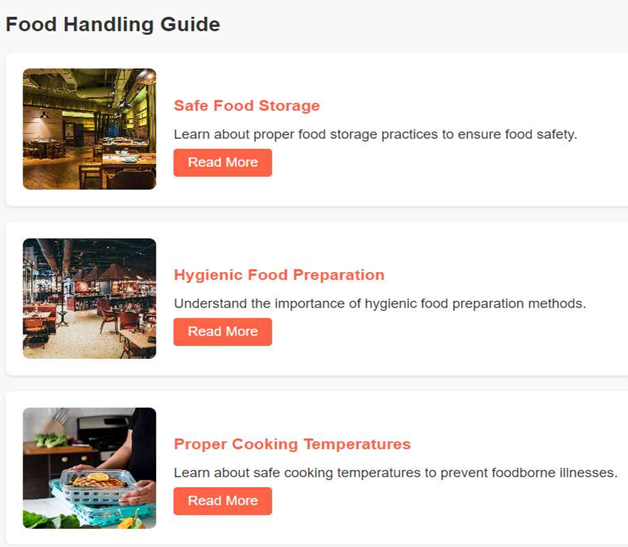 Food Handling Guide
Safe Food Storage
Learn about proper food storage practices to ensure food safety.
Read More
Hygienic Food Preparation
Understand the importance of hygienic food preparation methods.
Read More
Proper Cooking Temperatures
Learn about safe cooking temperatures to prevent foodborne illnesses.
Read More